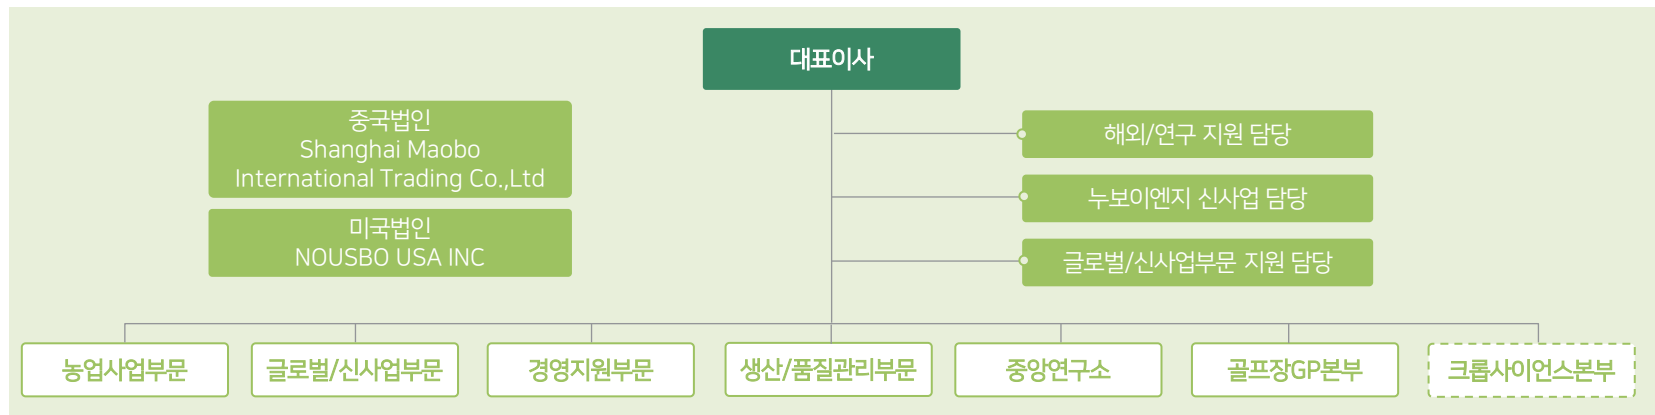 대표이사
중국법인
Shanghai Maobo
International Trading Co.,Ltd
미국법인
NOUSBO USA INC
해외/연구 지원 담당
누보이엔지 신사업 담당
글로벌/신사업부문 지원 담당
농업사업부문
글로벌/신사업부문
경영지원부문
생산/품질관리부문
중앙연구소
골프장GP본부
크롭사이언스본부